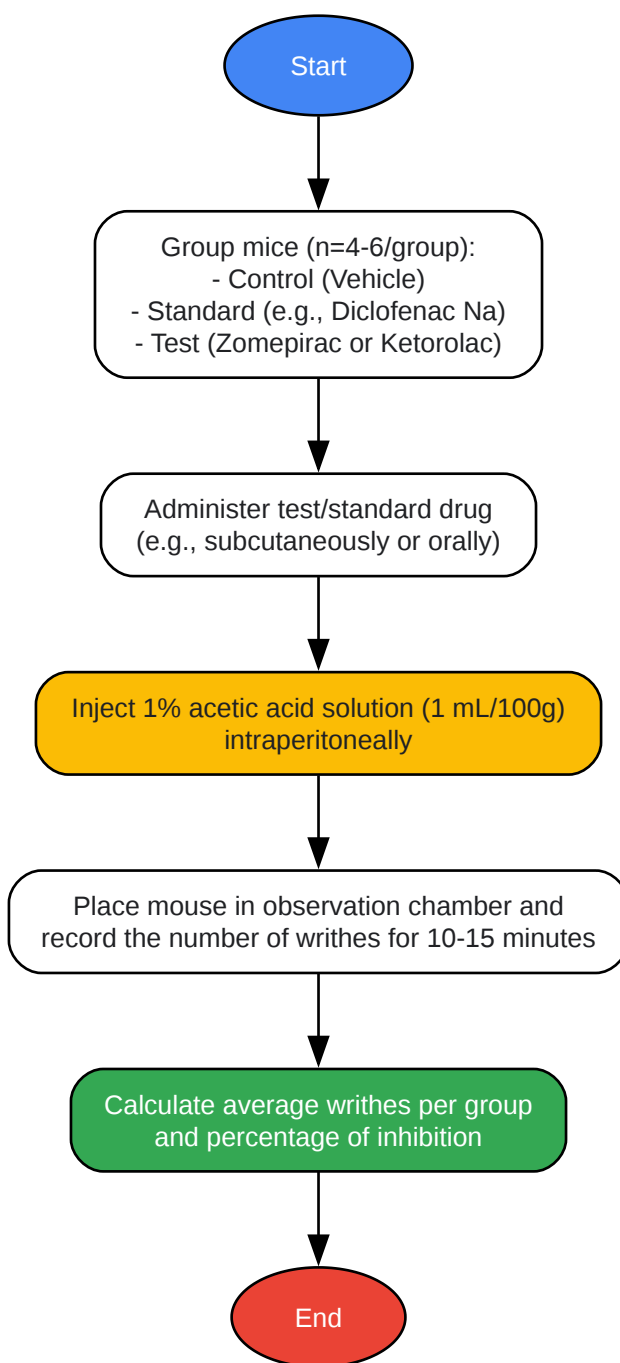 Start
Group mice (n=4-6/group):
- Control (Vehicle)
- Standard (e.g., Diclofenac Na)
- Test (Zomepirac or Ketorolac)
Administer test/standard drug
(e.g., subcutaneously or orally)
Inject 1% acetic acid solution (1 mL/100g)
intraperitoneally
Place mouse in observation chamber and
record the number of writhes for 10-15 minutes
Calculate average writhes per group
and percentage of inhibition
End